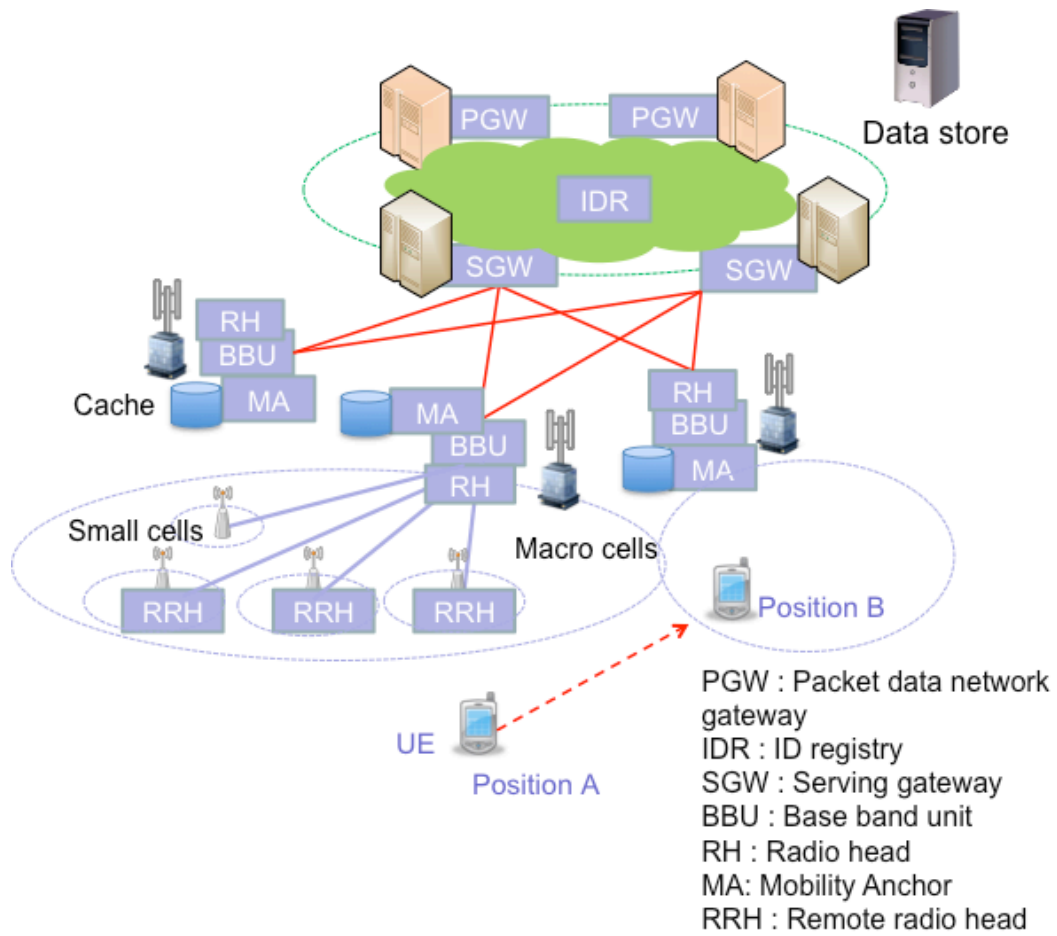 PGW
PGW
Data store
IDR
SGW
SGW
RH
BBU
MA
Cache
MA
BBU
RH
RH
BBU
MA
Small cells
Macro cells
RRH
RRH
RRH
Position B
UE
Position A
PGW : Packet data network
gateway
IDR : ID registry
SGW : Serving gateway
BBU : Base band unit
RH : Radio head
MA: Mobility Anchor
RRH : Remote radio head